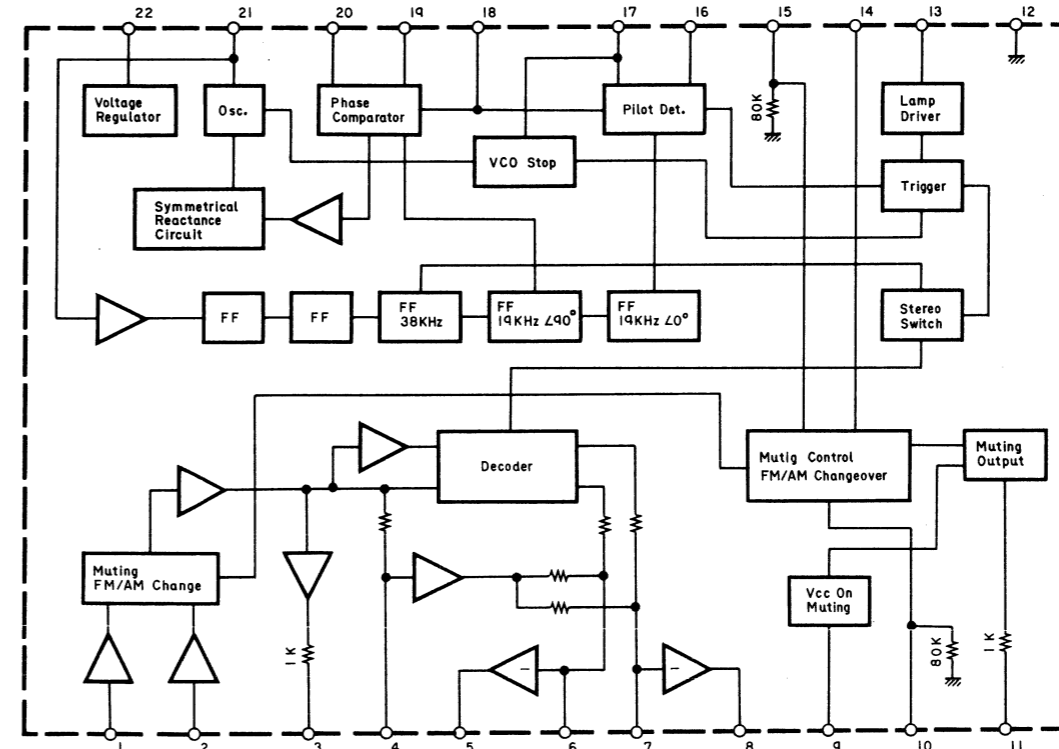 22 21 20 19 18 17 16 15 14 13 12
Voltage
Regulator
Osc.
Phase
Comparator
Pilot Det.
80K
Lamp
Driver
VCO Stop
Trigger
Symmetrical
Reactance
Circuit
FF
FF
FF
38KHz
FF
19KHz ∠90°
FF
19KHz ∠0°
Stereo
Switch
Decoder
Mutig Control
FM/AM Changeover
Muting
Output
Muting
FM/AM Change
Vcc On
Muting
1K
80K
1K
−
−
1 2 3 4 5 6 7 8 9 10 11